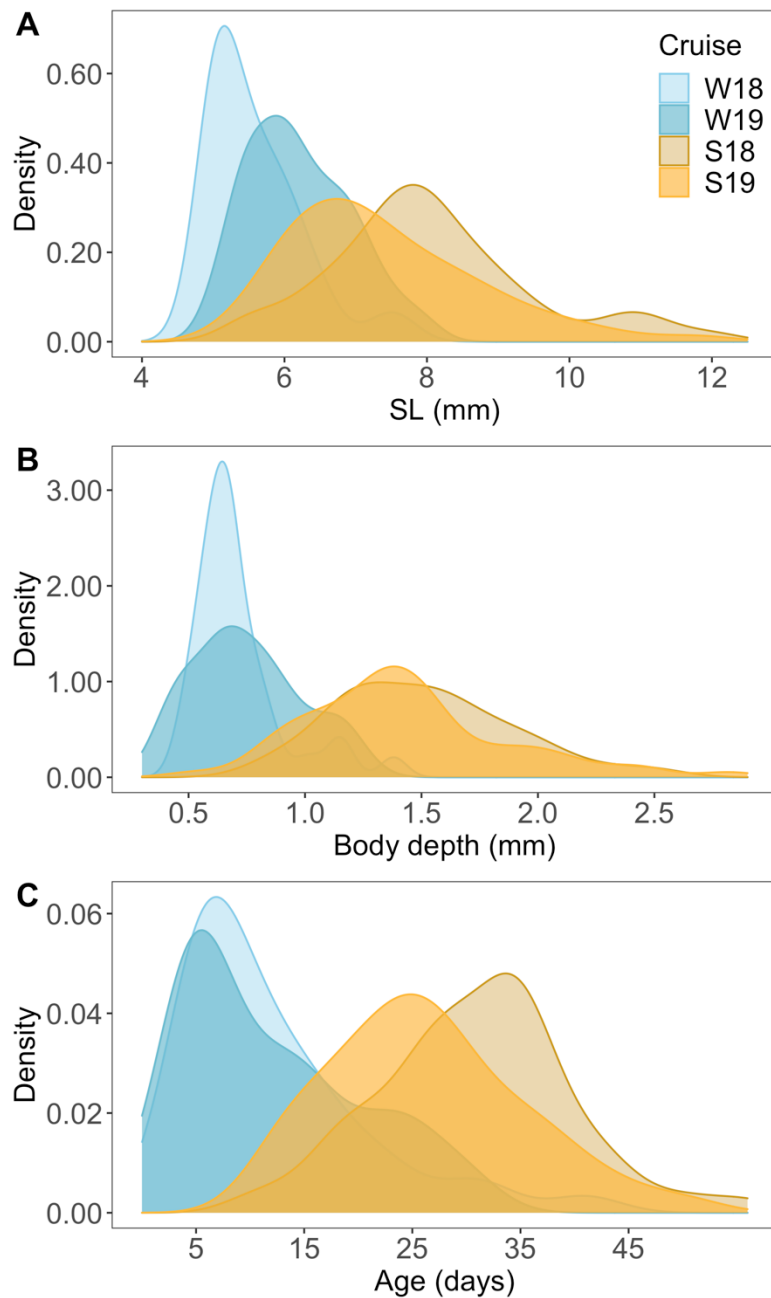 A
Density
0.60
0.40
0.20
0.00
4 6 8 10 12
SL (mm)
Cruise
W18
W19
S18
S19
B
Density
3.00
2.00
1.00
0.00
0.5 1.0 1.5 2.0 2.5
Body depth (mm)
C
Density
0.06
0.04
0.02
0.00
5 15 25 35 45
Age (days)